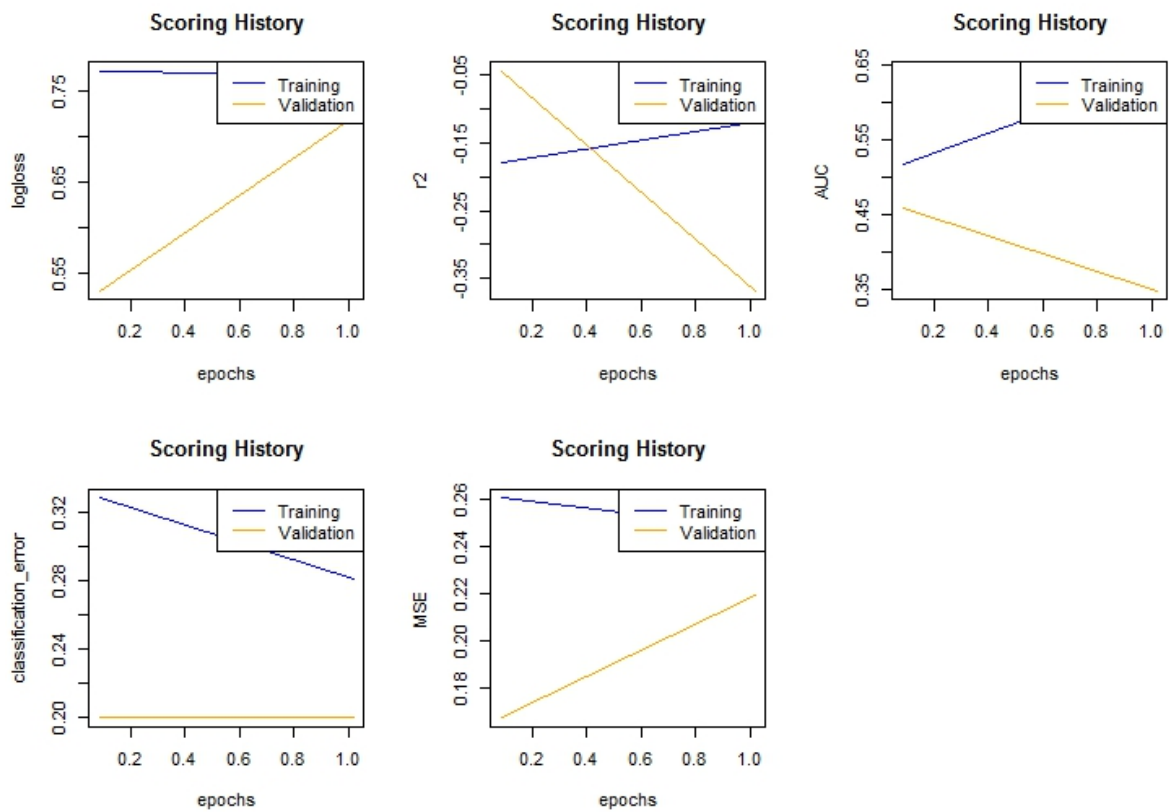 Scoring History
Training
Validation
logloss
0.75
0.65
0.55
0.2 0.4 0.6 0.8 1.0
epochs
Scoring History
Training
Validation
r2
-0.05
-0.15
-0.25
-0.35
0.2 0.4 0.6 0.8 1.0
epochs
Scoring History
Training
Validation
AUC
0.65
0.55
0.45
0.35
0.2 0.4 0.6 0.8 1.0
epochs
Scoring History
Training
Validation
classification_error
0.32
0.28
0.24
0.20
0.2 0.4 0.6 0.8 1.0
epochs
Scoring History
Training
Validation
MSE
0.26
0.24
0.22
0.20
0.18
0.2 0.4 0.6 0.8 1.0
epochs